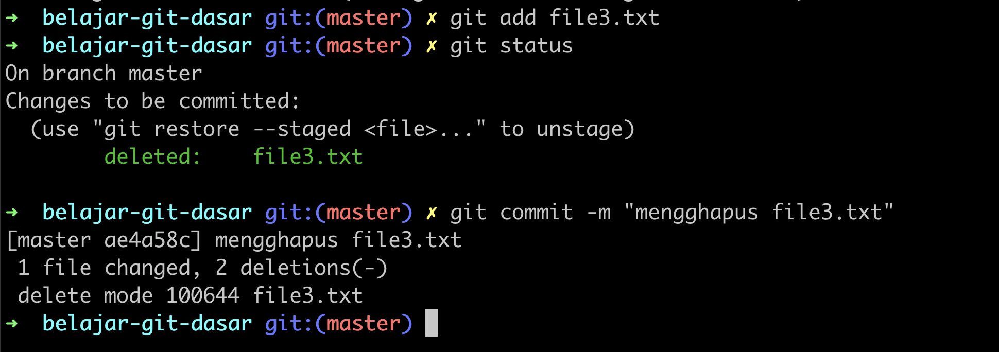 ➜  belajar-git-dasar git:(master) ✗ git add file3.txt
➜  belajar-git-dasar git:(master) ✗ git status
On branch master
Changes to be committed:
  (use "git restore --staged <file>..." to unstage)
        deleted:    file3.txt

➜  belajar-git-dasar git:(master) ✗ git commit -m "mengghapus file3.txt"
[master ae4a58c] mengghapus file3.txt
 1 file changed, 2 deletions(-)
 delete mode 100644 file3.txt
➜  belajar-git-dasar git:(master)